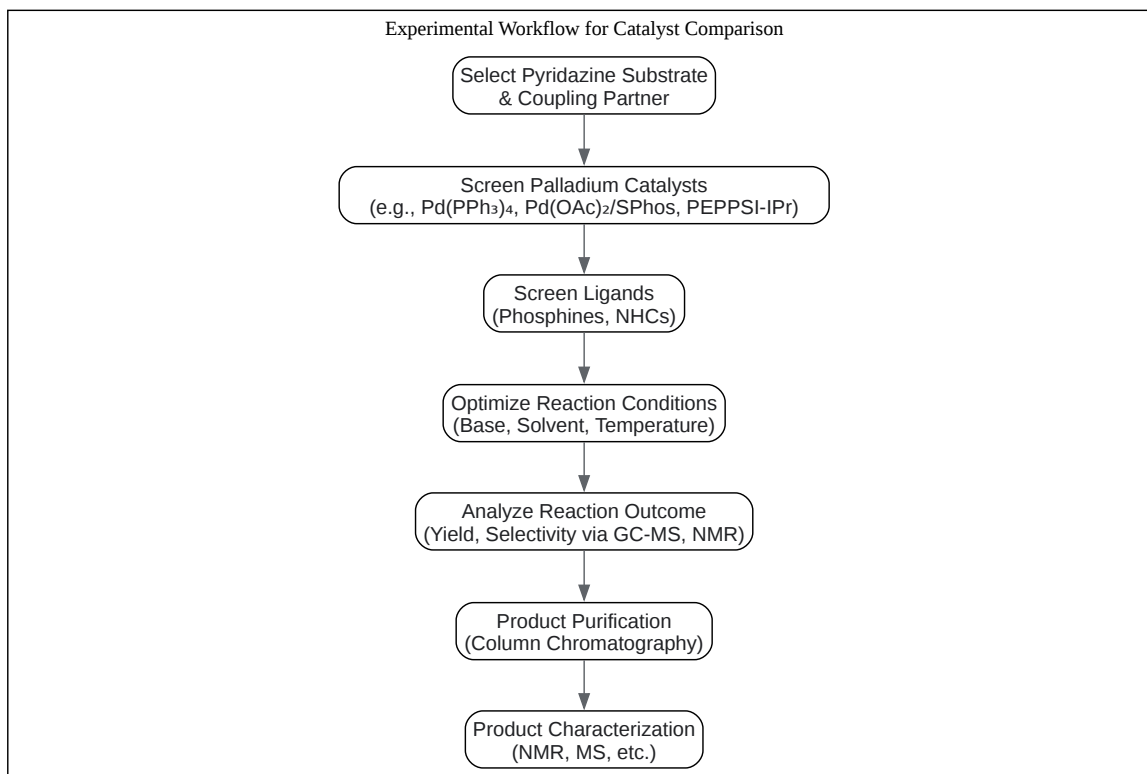 Experimental Workflow for Catalyst Comparison
Select Pyridazine Substrate
& Coupling Partner
Screen Palladium Catalysts
(e.g., Pd(PPh₃)₄, Pd(OAc)₂/SPhos, PEPPSI-IPr)
Screen Ligands
(Phosphines, NHCs)
Optimize Reaction Conditions
(Base, Solvent, Temperature)
Analyze Reaction Outcome
(Yield, Selectivity via GC-MS, NMR)
Product Purification
(Column Chromatography)
Product Characterization
(NMR, MS, etc.)